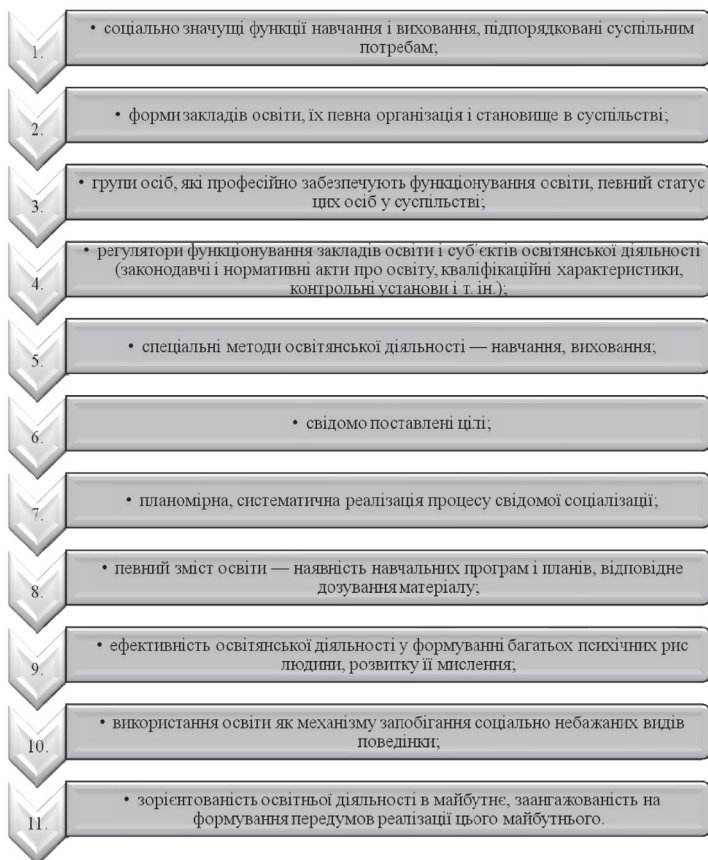 1.
• соціально значущі функції навчання і виховання, підпорядковані суспільним
потребам;
2.
• форми закладів освіти, їх певна організація і становище в суспільстві;
3.
• групи осіб, які професійно забезпечують функціонування освіти, певний статус
цих осіб у суспільстві;
4.
• регулятори функціонування закладів освіти і суб'єктів освітянської діяльності
(законодавчі і нормативні акти про освіту, кваліфікаційні характеристики,
контрольні установи і т. ін.);
5.
• спеціальні методи освітянської діяльності — навчання, виховання;
6.
• свідомо поставлені цілі;
7.
• планомірна, систематична реалізація процесу свідомої соціалізації;
8.
• певний зміст освіти — наявність навчальних програм і планів, відповідне
дозування матеріалу;
9.
• ефективність освітянської діяльності у формуванні багатьох психічних рис
людини, розвитку її мислення;
10.
• використання освіти як механізму запобігання соціально небажаних видів
поведінки;
11.
• зорієнтованість освітньої діяльності в майбутнє, заангажованість на
формування передумов реалізації цього майбутнього.